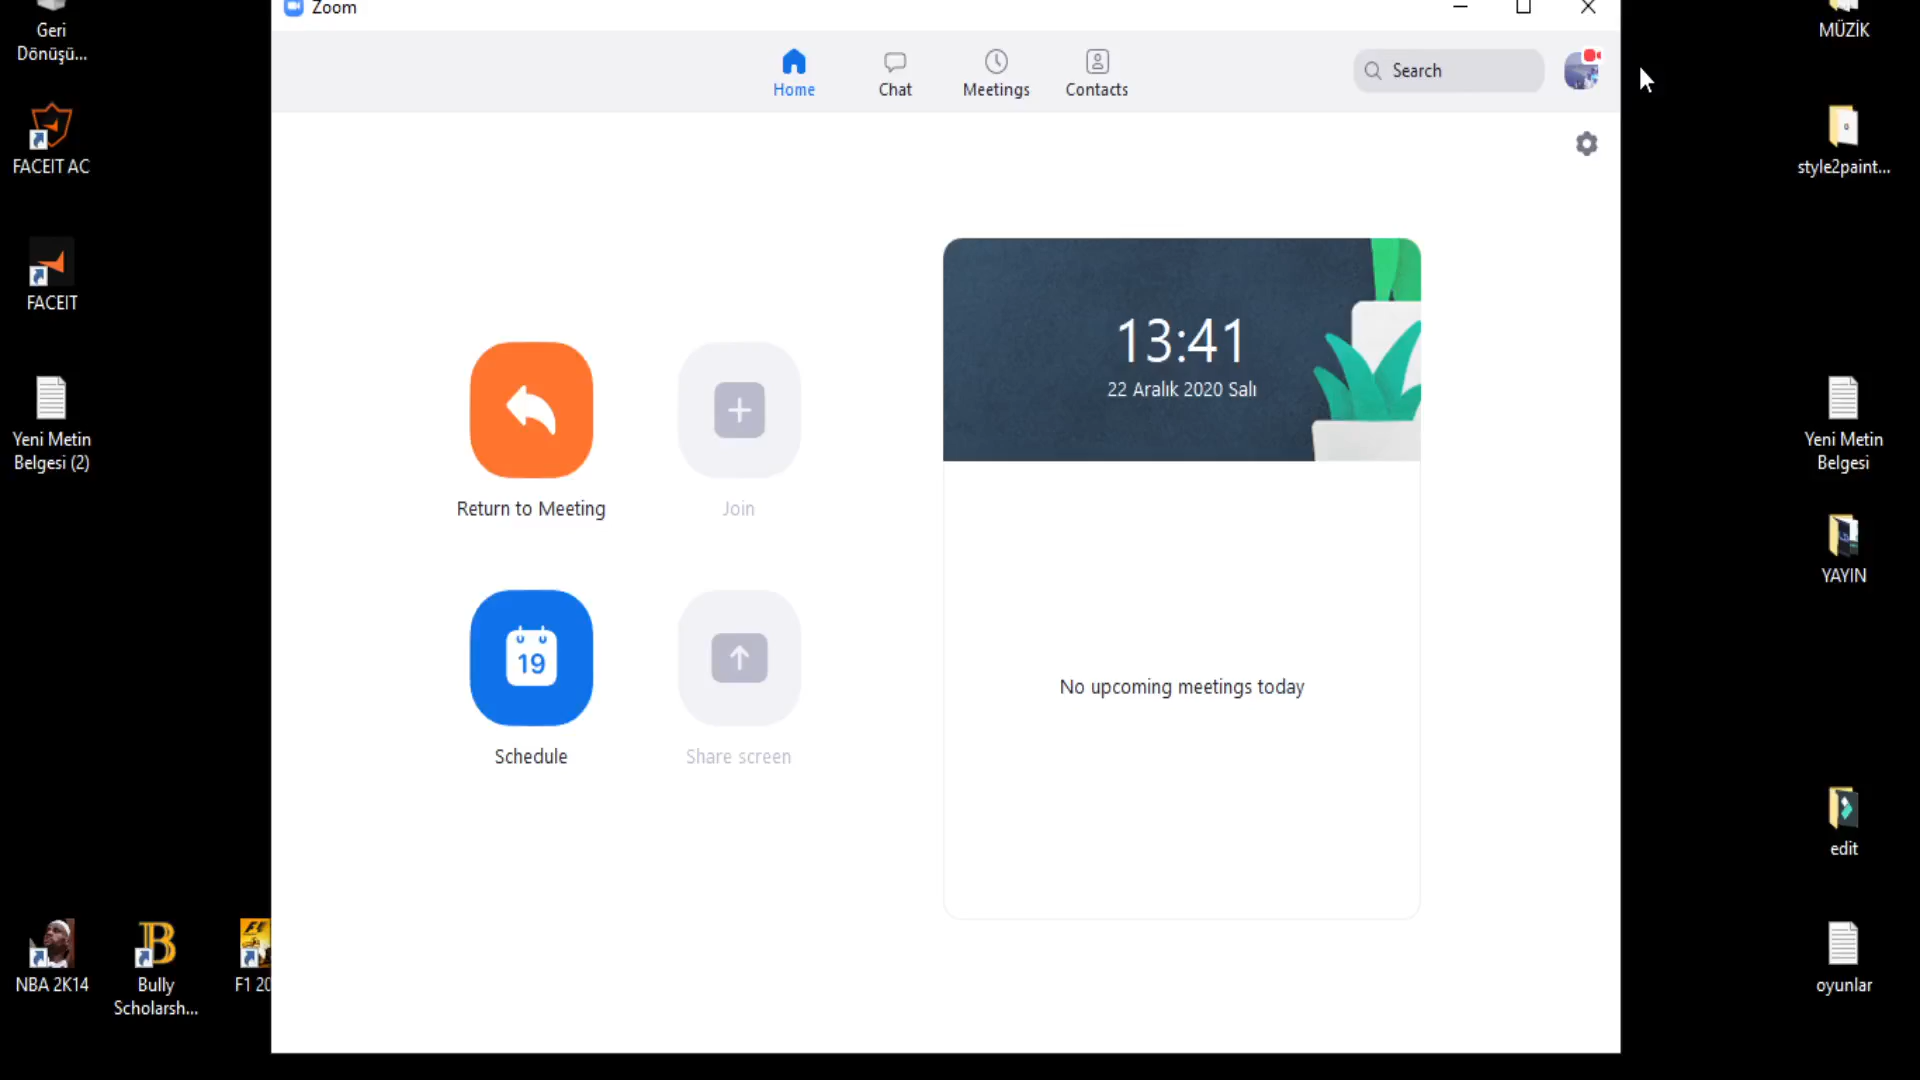 Zoom
Home
Chat
Meetings
Contacts
Search
Return to Meeting
Join
19
Schedule
Share screen
13:41
22 Aralık 2020 Salı
No upcoming meetings today
Geri
Dönüşü...
FACEIT AC
FACEIT
Yeni Metin
Belgesi (2)
NBA 2K14
Bully
Scholarsh...
F1 20
MÜZİK
style2paint...
Yeni Metin
Belgesi
YAYIN
edit
oyunlar